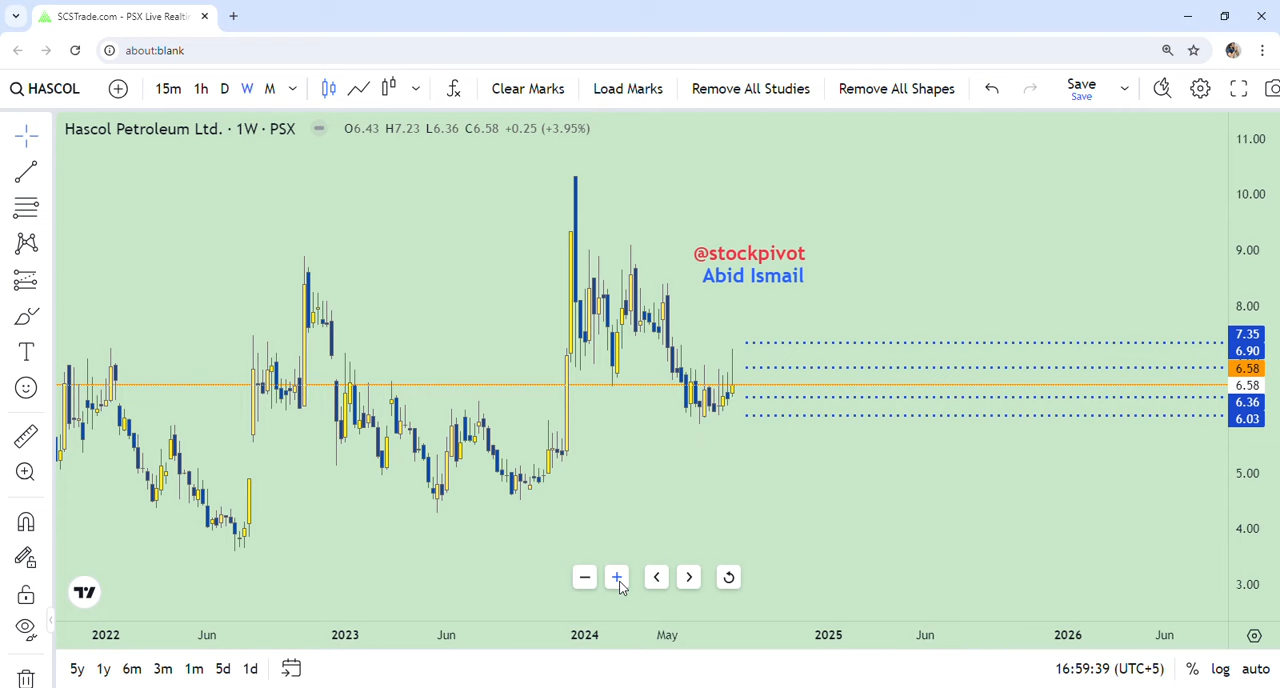 SCSTrade.com - PSX Live Realtin
about:blank
HASCOL 15m 1h D W M Clear Marks Load Marks Remove All Studies Remove All Shapes Save
Save
Hascol Petroleum Ltd. · 1W · PSX O6.43 H7.23 L6.36 C6.58 +0.25 (+3.95%)
11.00
10.00
@stockpivot
9.00
Abid Ismail
8.00
7.35
6.90
6.58
6.58
6.36
6.03
5.00
4.00
3.00
2022 Jun 2023 Jun 2024 May 2025 Jun 2026 Jun
5y 1y 6m 3m 1m 5d 1d 16:59:39 (UTC+5) % log auto